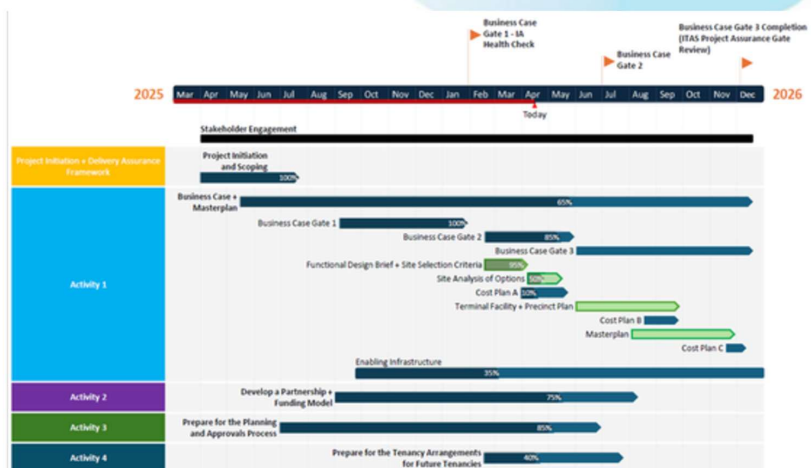 Business Case
Gate 1 - IA
Health Check
Business Case
Gate 2
Business Case Gate 3 Completion
(ITAS Project Assurance Gate
Review)
2025 Mar Apr May Jun Jul Aug Sep Oct Nov Dec Jan Feb Mar Apr May Jun Jul Aug Sep Oct Nov Dec 2026
Today
Stakeholder Engagement
Project Initiation + Delivery Assurance
Framework
Project Initiation
and Scoping
100%
Activity 1
Business Case +
Masterplan
65%
Business Case Gate 1 100%
Business Case Gate 2 85%
Business Case Gate 3
Functional Design Brief + Site Selection Criteria 95%
Site Analysis of Options 50%
Cost Plan A 10%
Terminal Facility + Precinct Plan
Cost Plan B
Masterplan
Cost Plan C
Enabling Infrastructure
35%
Activity 2
Develop a Partnership +
Funding Model
75%
Activity 3
Prepare for the Planning
and Approvals Process
85%
Activity 4
Prepare for the Tenancy Arrangements
for Future Tenancies
40%